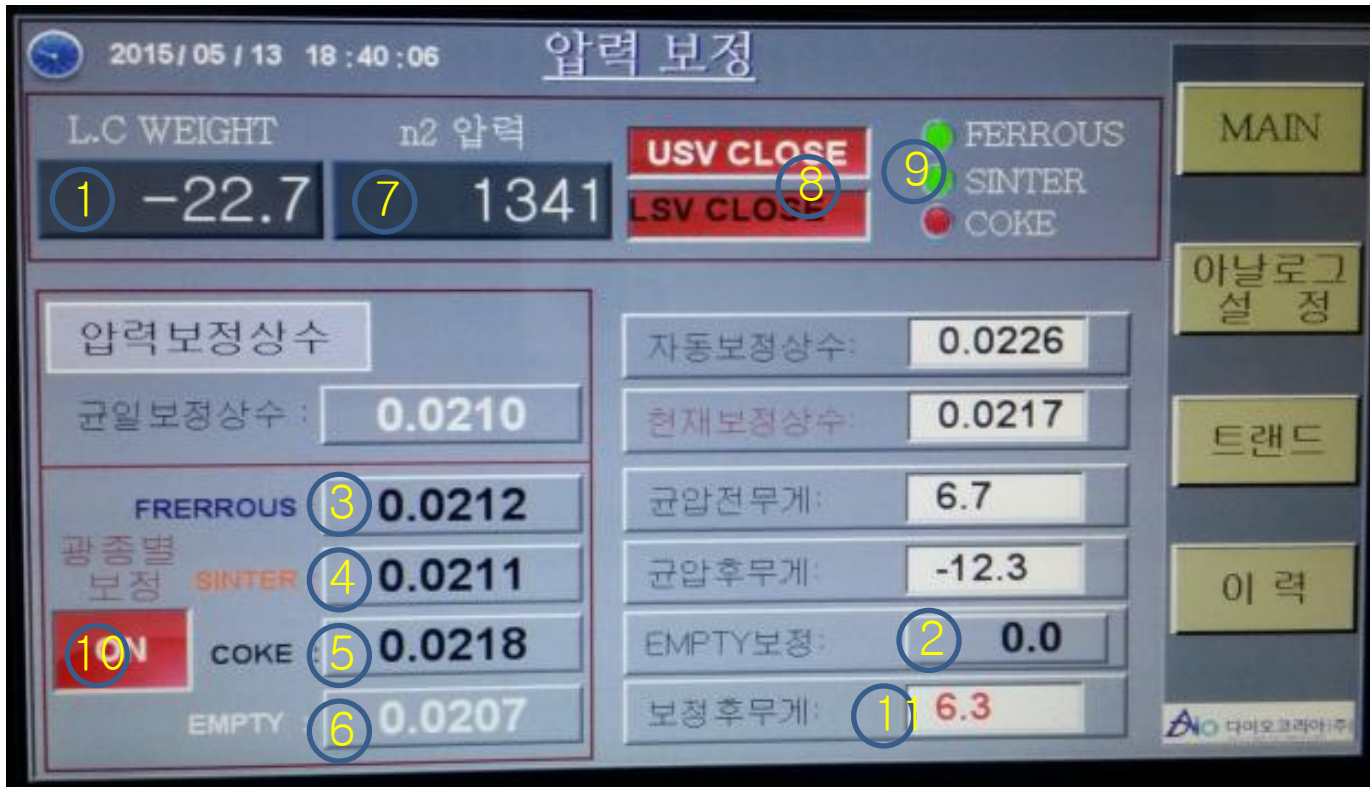 2015/05/13 18:40:06
압력 보정
L.C WEIGHT
n2 압력
1 -22.7
7 1341
USV CLOSE
8
LSV CLOSE
9
FERROUS
SINTER
COKE
MAIN
아날로그
설 정
트랜드
이 력
압력보정상수
균일보정상수 : 0.0210
FRERROUS 3 0.0212
광종별
보정
SINTER 4 0.0211
10 ON
COKE : 5 0.0218
EMPTY : 6 0.0207
자동보정상수: 0.0226
현재보정상수: 0.0217
균압전무게: 6.7
균압후무게: -12.3
EMPTY보정: 2 0.0
보정후무게: 11 6.3
다이오코리아(주)